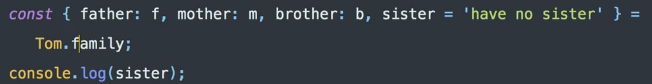 const { father: f, mother: m, brother: b, sister = 'have no sister' } =
Tom.family;
console.log(sister);